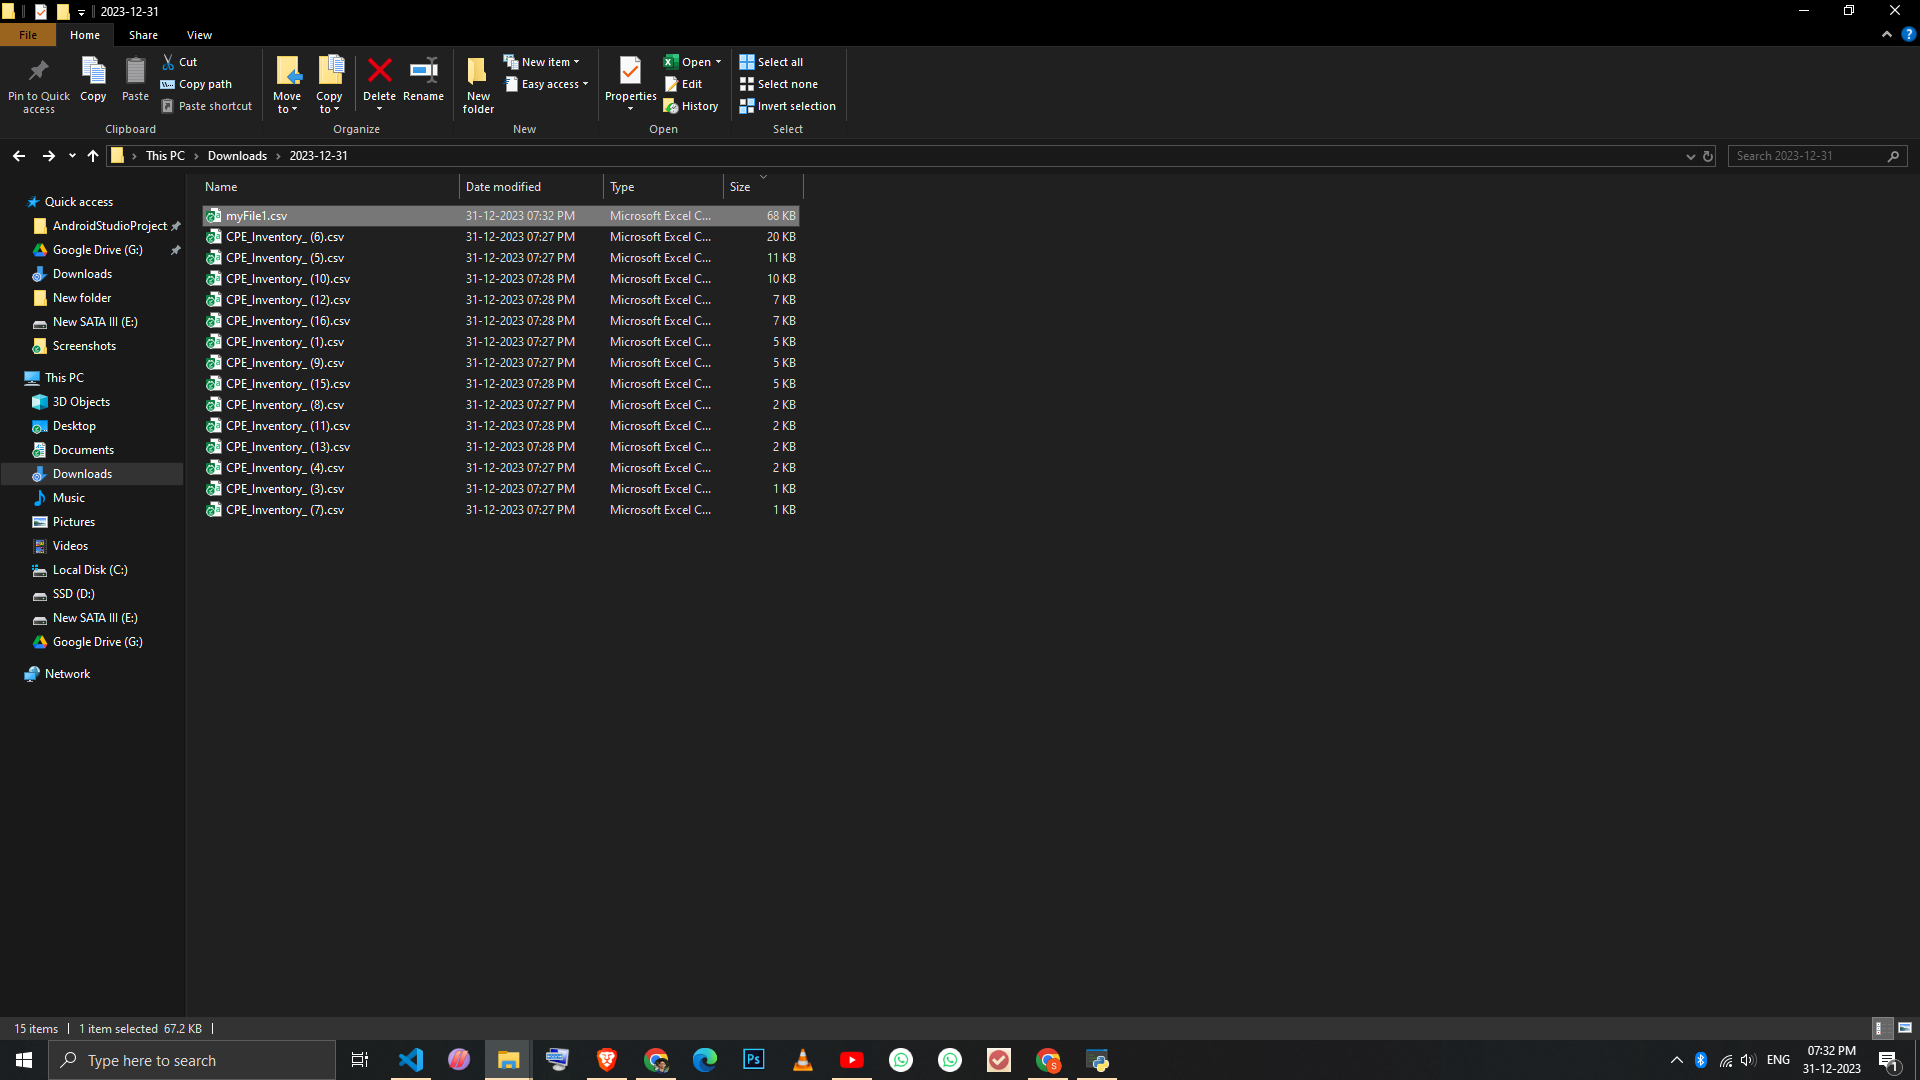 2023-12-31
File Home Share View
Pin to Quick access
Copy
Paste
Cut
Copy path
Paste shortcut
Clipboard
Move to
Copy to
Delete
Rename
Organize
New folder
New item
Easy access
New
Properties
Open
Edit
History
Open
Select all
Select none
Invert selection
Select
This PC > Downloads > 2023-12-31
Search 2023-12-31
Quick access
AndroidStudioProject
Google Drive (G:)
Downloads
New folder
New SATA III (E:)
Screenshots
This PC
3D Objects
Desktop
Documents
Downloads
Music
Pictures
Videos
Local Disk (C:)
SSD (D:)
New SATA III (E:)
Google Drive (G:)
Network
Name Date modified Type Size
myFile1.csv 31-12-2023 07:32 PM Microsoft Excel C... 68 KB
CPE_Inventory_ (6).csv 31-12-2023 07:27 PM Microsoft Excel C... 20 KB
CPE_Inventory_ (5).csv 31-12-2023 07:27 PM Microsoft Excel C... 11 KB
CPE_Inventory_ (10).csv 31-12-2023 07:28 PM Microsoft Excel C... 10 KB
CPE_Inventory_ (12).csv 31-12-2023 07:28 PM Microsoft Excel C... 7 KB
CPE_Inventory_ (16).csv 31-12-2023 07:28 PM Microsoft Excel C... 7 KB
CPE_Inventory_ (1).csv 31-12-2023 07:27 PM Microsoft Excel C... 5 KB
CPE_Inventory_ (9).csv 31-12-2023 07:27 PM Microsoft Excel C... 5 KB
CPE_Inventory_ (15).csv 31-12-2023 07:28 PM Microsoft Excel C... 5 KB
CPE_Inventory_ (8).csv 31-12-2023 07:27 PM Microsoft Excel C... 2 KB
CPE_Inventory_ (11).csv 31-12-2023 07:28 PM Microsoft Excel C... 2 KB
CPE_Inventory_ (13).csv 31-12-2023 07:28 PM Microsoft Excel C... 2 KB
CPE_Inventory_ (4).csv 31-12-2023 07:27 PM Microsoft Excel C... 2 KB
CPE_Inventory_ (3).csv 31-12-2023 07:27 PM Microsoft Excel C... 1 KB
CPE_Inventory_ (7).csv 31-12-2023 07:27 PM Microsoft Excel C... 1 KB
15 items 1 item selected 67.2 KB
Type here to search
Ps
S
ENG
07:32 PM
31-12-2023
1